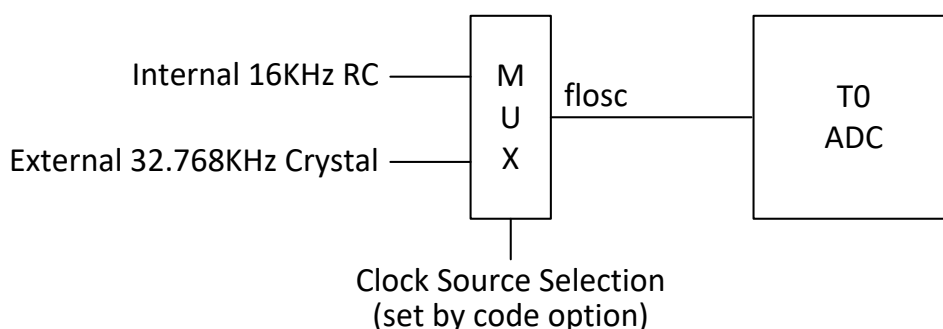 Internal 16KHz RC
External 32.768KHz Crystal
M
U
X
flosc
T0
ADC
Clock Source Selection
(set by code option)